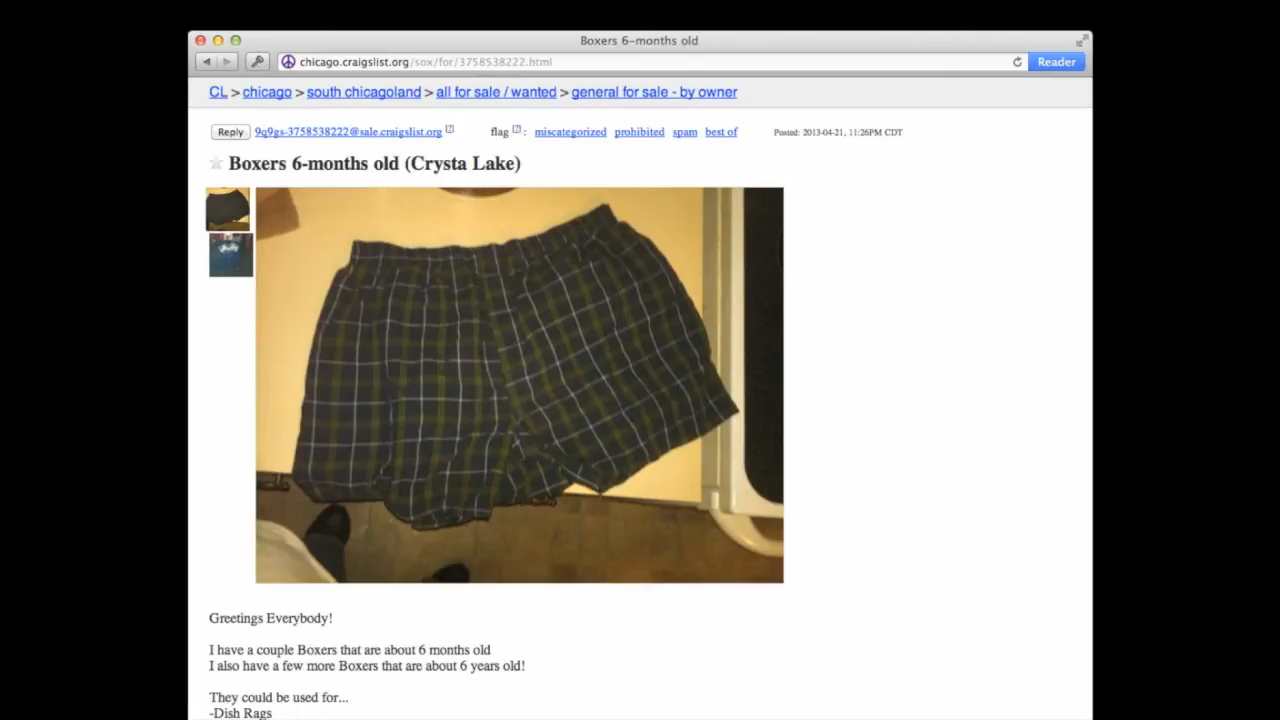 Boxers 6-months old
chicago.craigslist.org/sox/for/3758538222.html
Reader
CL > chicago > south chicagoland > all for sale / wanted > general for sale - by owner
Reply 9q9gs-3758538222@sale.craigslist.org [?] flag [?] : miscategorized prohibited spam best of Posted: 2013-04-21, 11:26PM CDT
Boxers 6-months old (Crysta Lake)
Greetings Everybody!
I have a couple Boxers that are about 6 months old
I also have a few more Boxers that are about 6 years old!
They could be used for...
-Dish Rags